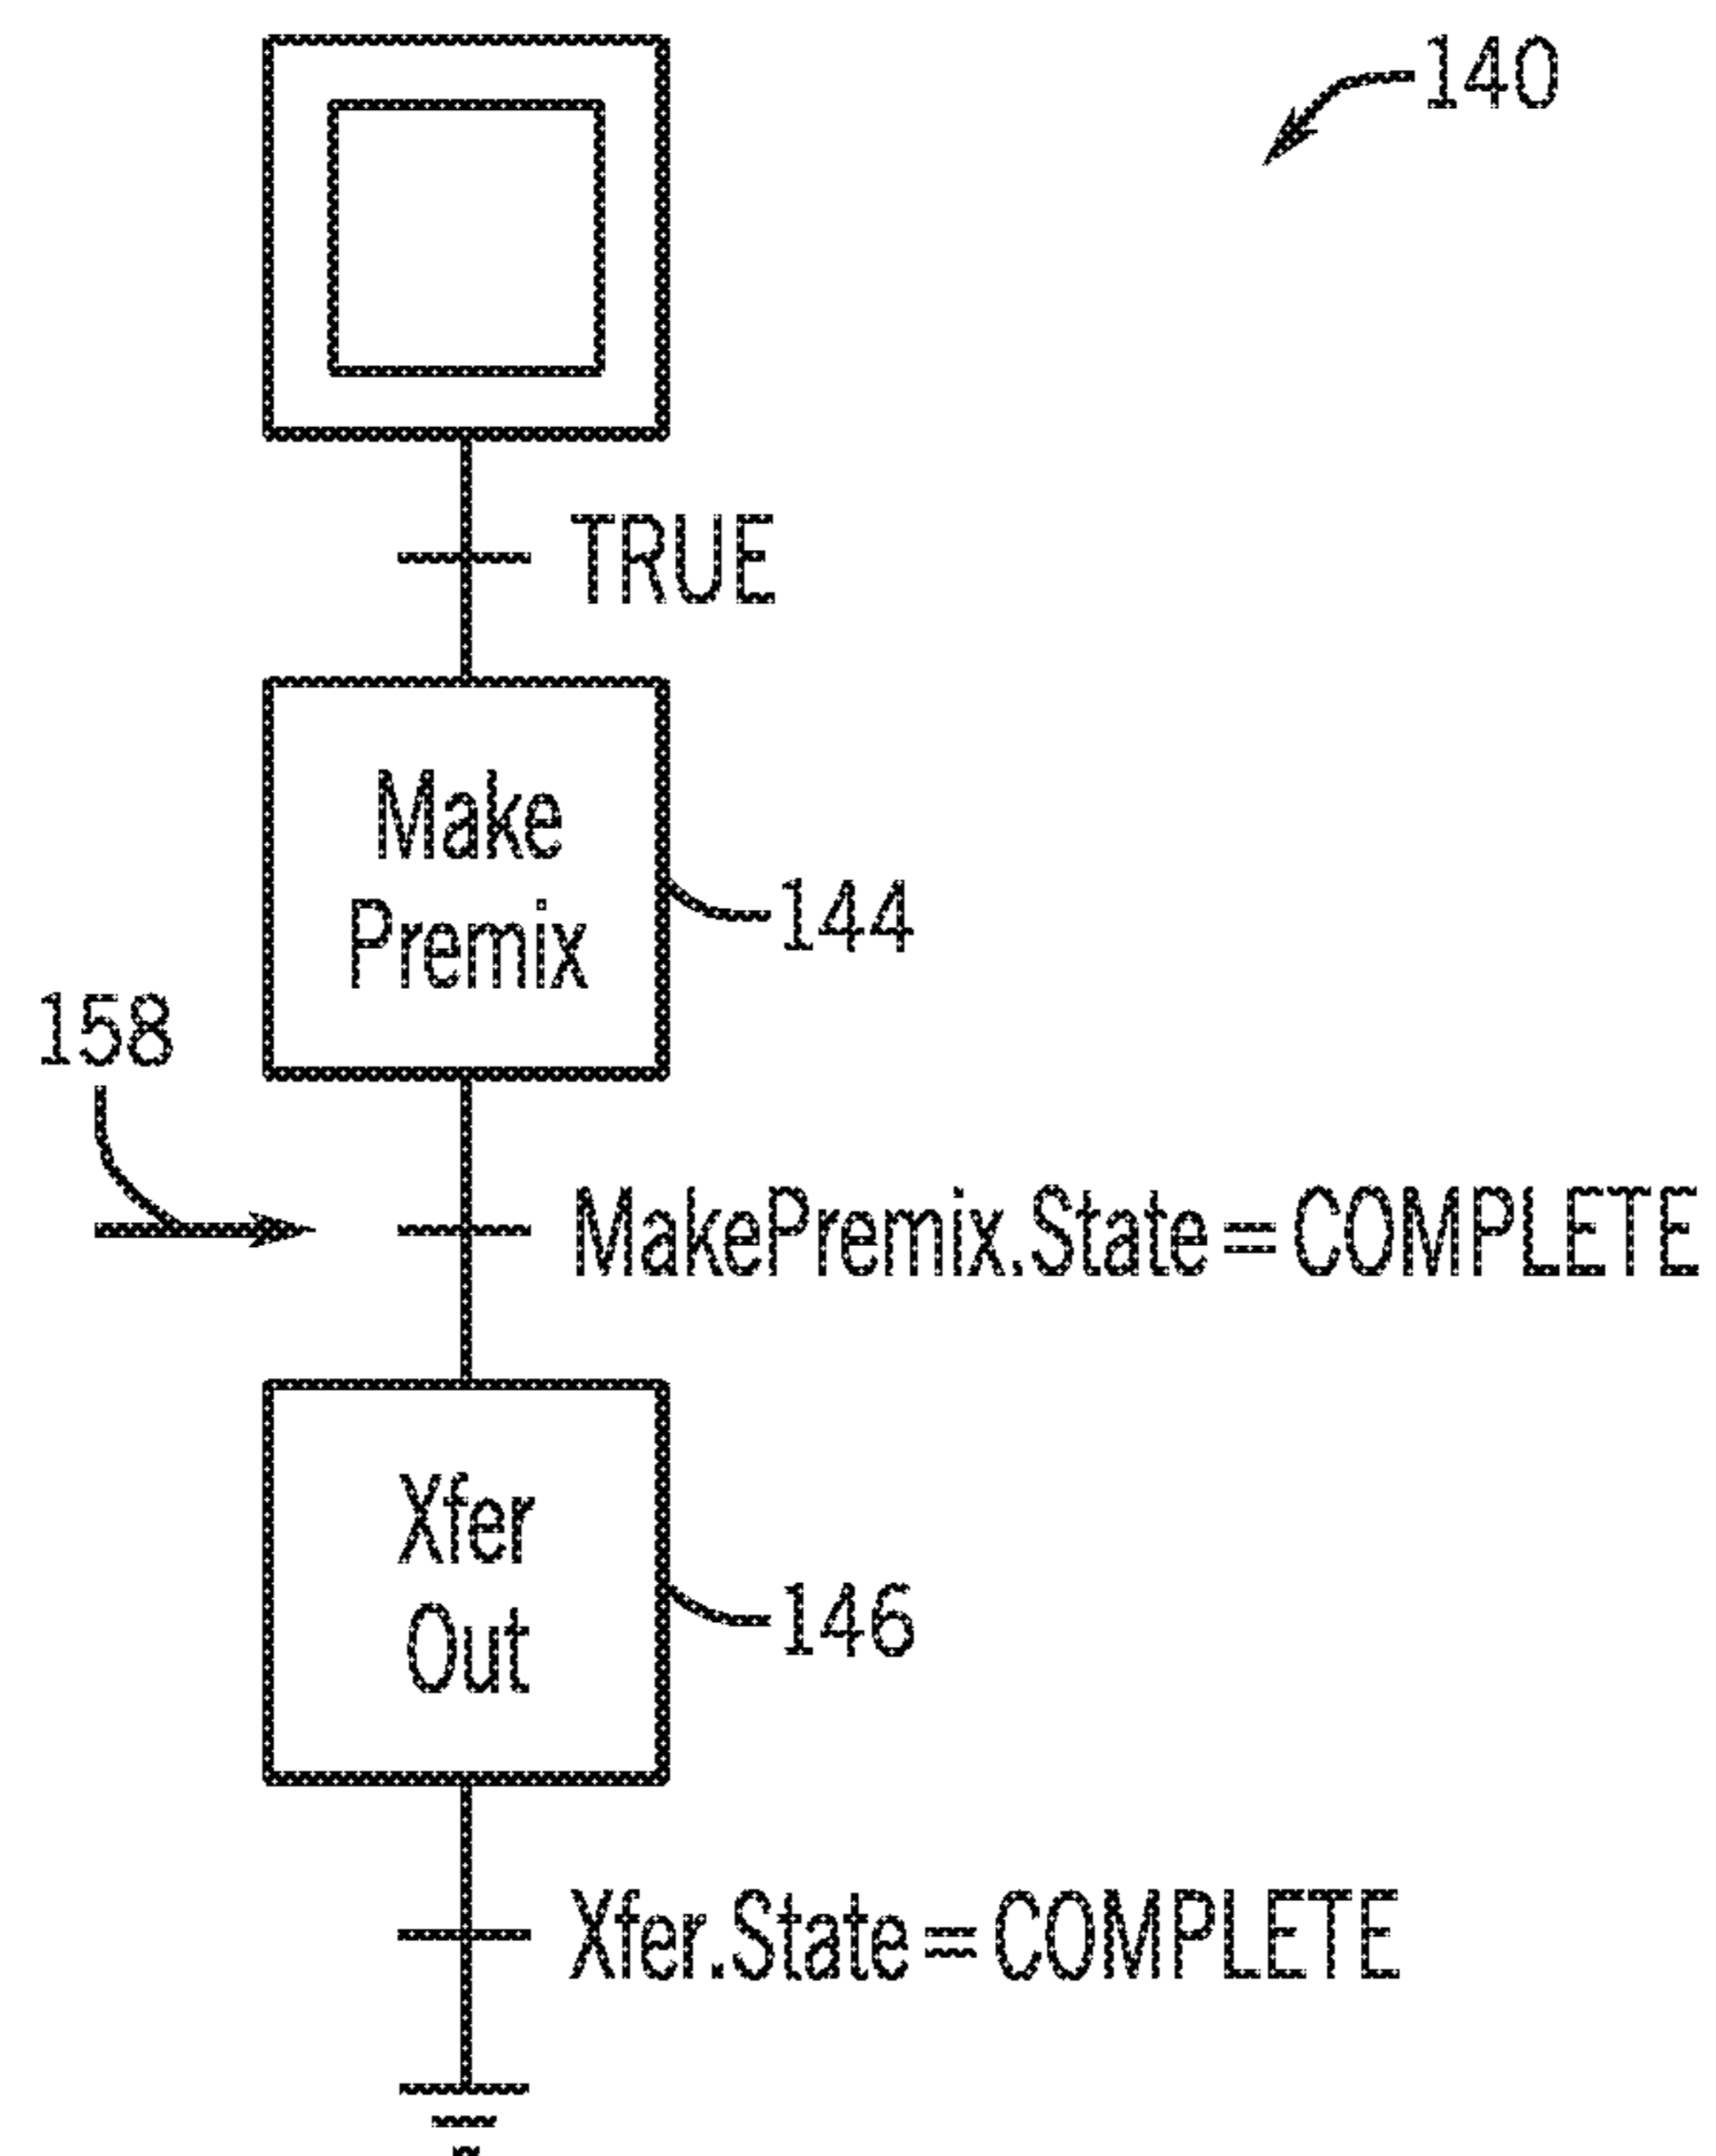 140
TRUE
Make
Premix
144
158
MakePremix.State = COMPLETE
Xfer
Out
146
Xfer.State = COMPLETE